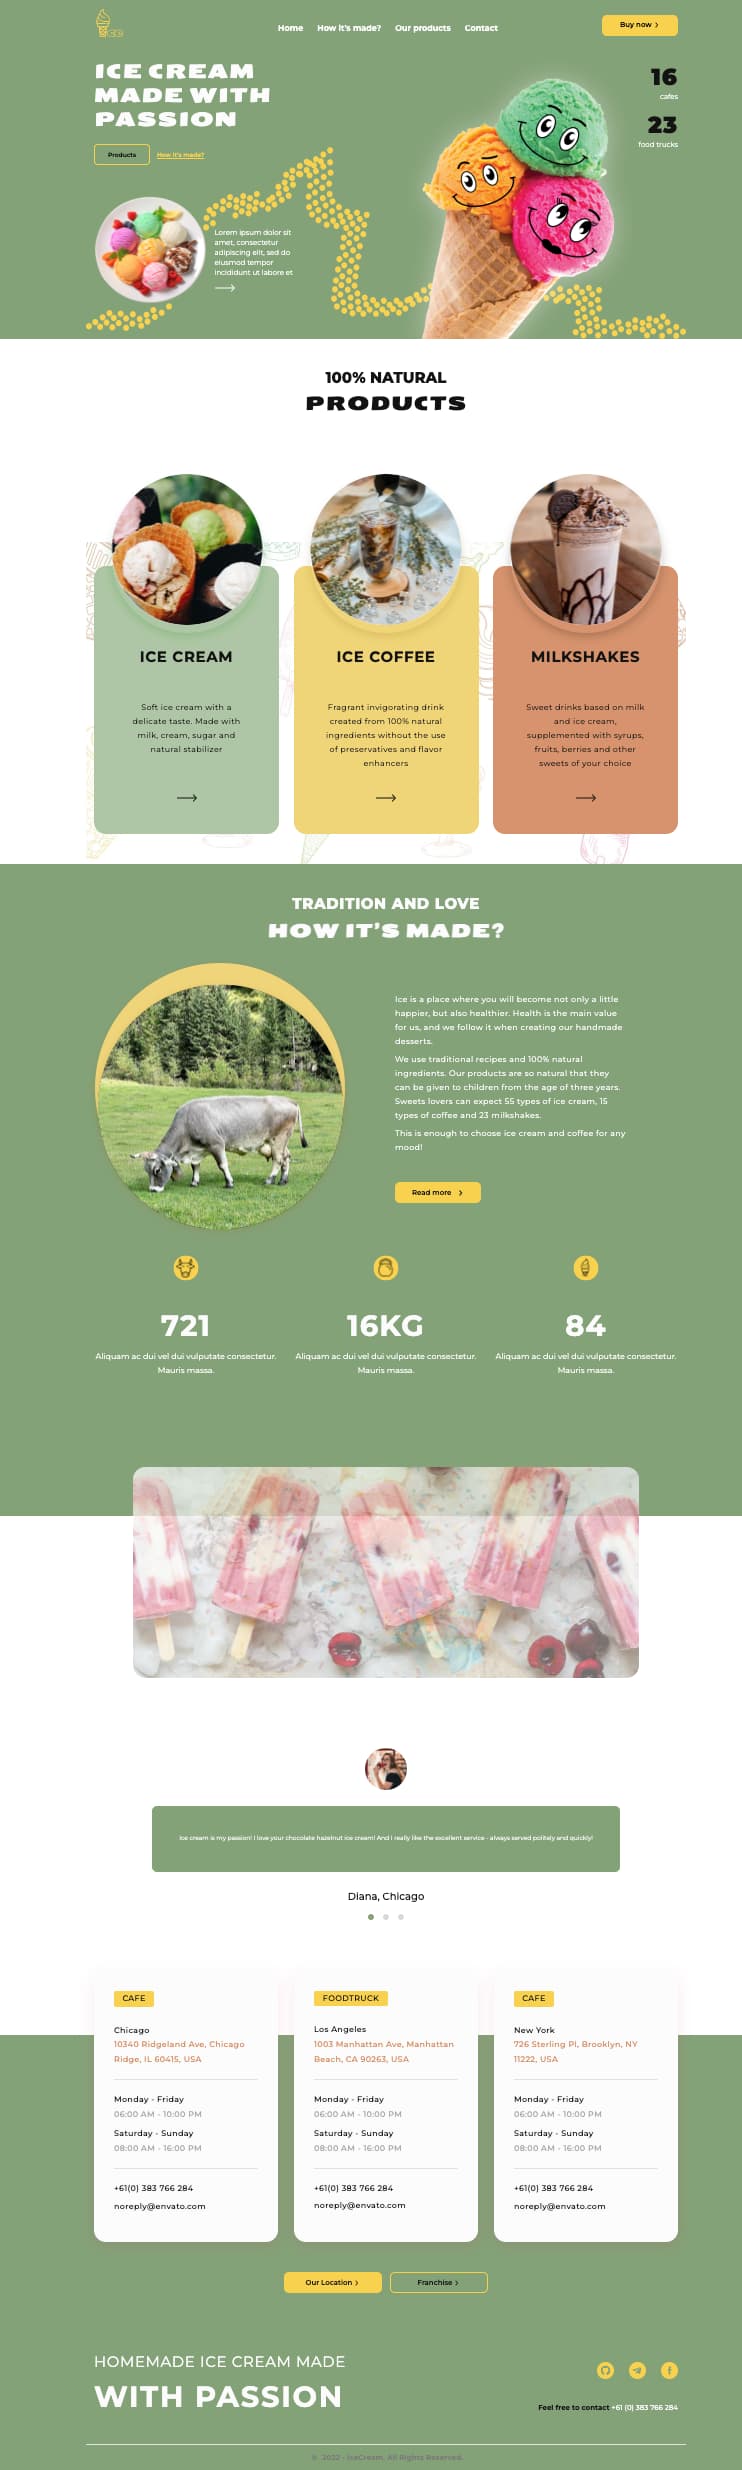 ice
Home How it's made? Our products Contact
Buy now
ICE CREAM
MADE WITH
PASSION
Products How it's made?
16
cafes
23
food trucks
Lorem ipsum dolor sit
amet, consectetur
adipiscing elit, sed do
eiusmod tempor
incididunt ut labore et
100% NATURAL
PRODUCTS
ICE CREAM
Soft ice cream with a
delicate taste. Made with
milk, cream, sugar and
natural stabilizer
ICE COFFEE
Fragrant invigorating drink
created from 100% natural
ingredients without the use
of preservatives and flavor
enhancers
MILKSHAKES
Sweet drinks based on milk
and ice cream,
supplemented with syrups,
fruits, berries and other
sweets of your choice
TRADITION AND LOVE
HOW IT'S MADE?
Ice is a place where you will become not only a little
happier, but also healthier. Health is the main value
for us, and we follow it when creating our handmade
desserts.
We use traditional recipes and 100% natural
ingredients. Our products are so natural that they
can be given to children from the age of three years.
Sweets lovers can expect 55 types of ice cream, 15
types of coffee and 23 milkshakes.
This is enough to choose ice cream and coffee for any
mood!
Read more
721
Aliquam ac dui vel dui vulputate consectetur.
Mauris massa.
16KG
Aliquam ac dui vel dui vulputate consectetur.
Mauris massa.
84
Aliquam ac dui vel dui vulputate consectetur.
Mauris massa.
Ice cream is my passion! I love your chocolate hazelnut ice cream! And I really like the excellent service - always served politely and quickly!
Diana, Chicago
CAFE
Chicago
10340 Ridgeland Ave, Chicago
Ridge, IL 60415, USA
Monday - Friday
06:00 AM - 10:00 PM
Saturday - Sunday
08:00 AM - 16:00 PM
+61(0) 383 766 284
noreply@envato.com
FOODTRUCK
Los Angeles
1003 Manhattan Ave, Manhattan
Beach, CA 90263, USA
Monday - Friday
06:00 AM - 10:00 PM
Saturday - Sunday
08:00 AM - 16:00 PM
+61(0) 383 766 284
noreply@envato.com
CAFE
New York
726 Sterling Pl, Brooklyn, NY
11222, USA
Monday - Friday
06:00 AM - 10:00 PM
Saturday - Sunday
08:00 AM - 16:00 PM
+61(0) 383 766 284
noreply@envato.com
Our Location
Franchise
HOMEMADE ICE CREAM MADE
WITH PASSION
Feel free to contact +61 (0) 383 766 284
© 2022 - IceCream. All Rights Reserved.